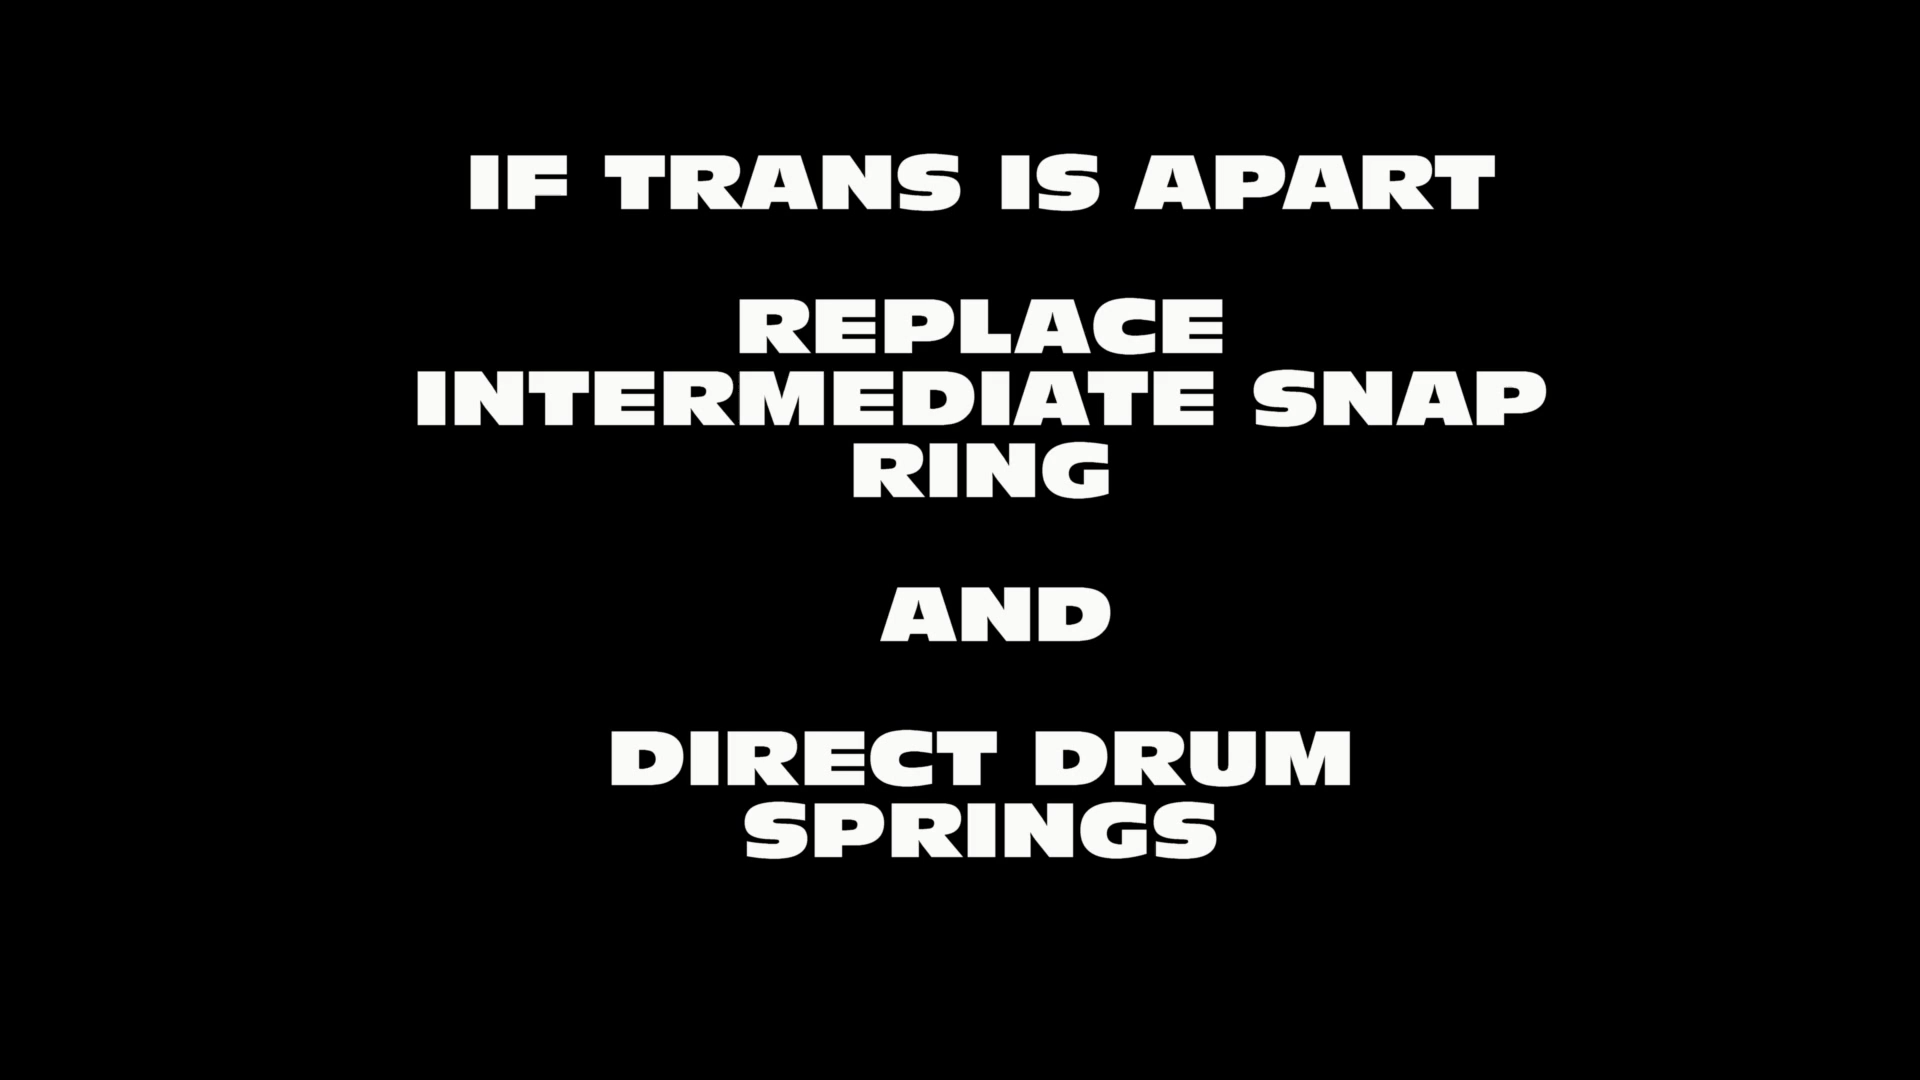 IF TRANS IS APART
REPLACE
INTERMEDIATE SNAP
RING
AND
DIRECT DRUM
SPRINGS